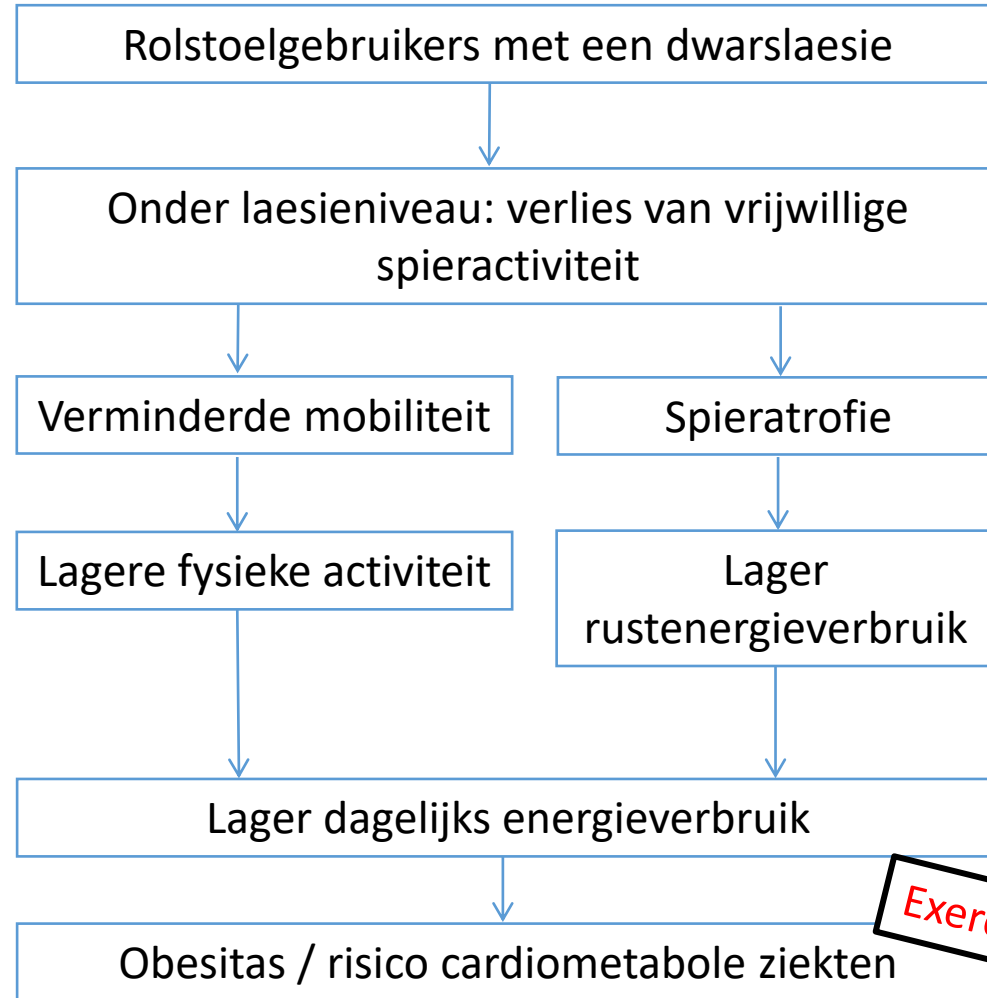 Rolstoelgebruikers met een dwarslaesie
Onder laesieniveau: verlies van vrijwillige
spieractiviteit
Verminderde mobiliteit
Spieratrofie
Lagere fysieke activiteit
Lager
rustenergieverbruik
Lager dagelijks energieverbruik
Obesitas / risico cardiometabole ziekten